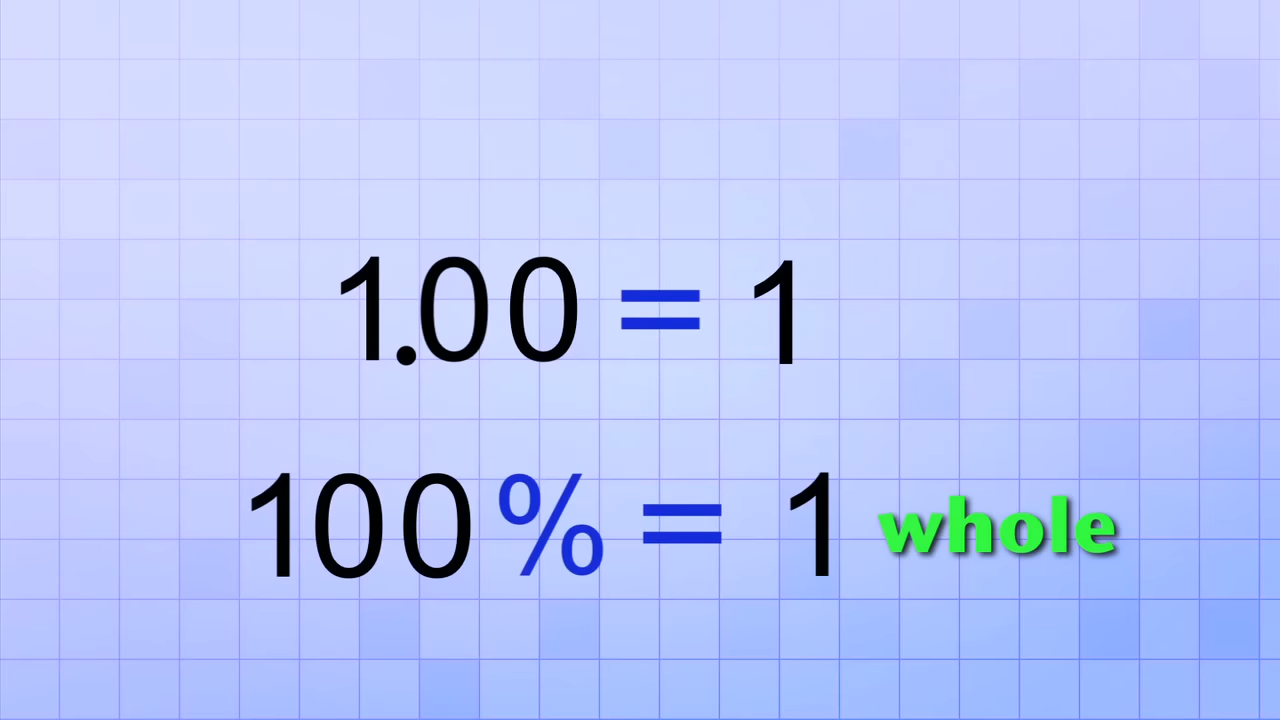 1.00 = 1
100% = 1 whole